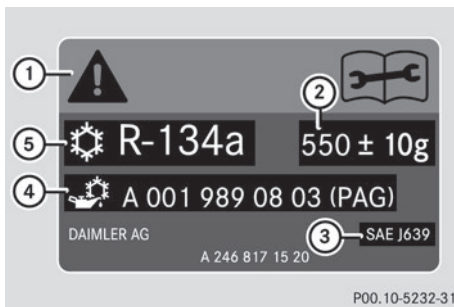 1
2
5 R-134a 550 ± 10g
4 A 001 989 08 03 (PAG)
DAIMLER AG 3 SAE J639
A 246 817 15 20
P00.10-5232-31